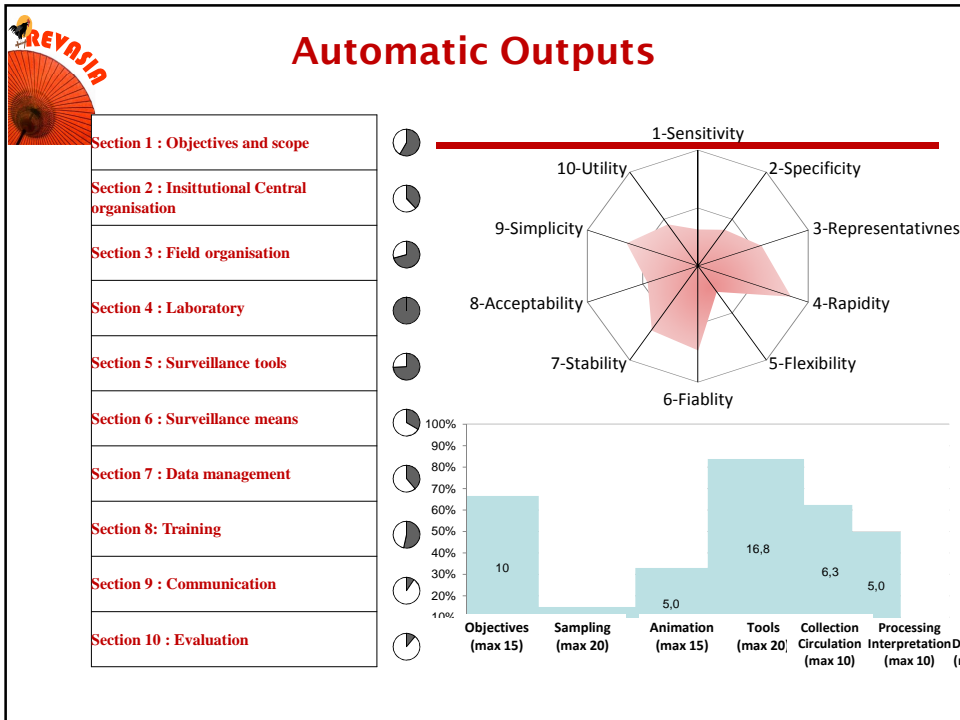 REVASIA
Automatic Outputs
Section 1 : Objectives and scope
Section 2 : Insittutional Central
organisation
Section 3 : Field organisation
Section 4 : Laboratory
Section 5 : Surveillance tools
Section 6 : Surveillance means
Section 7 : Data management
Section 8: Training
Section 9 : Communication
Section 10 : Evaluation
1-Sensitivity
2-Specificity
3-Representativnes
4-Rapidity
5-Flexibility
6-Fiablity
7-Stability
8-Acceptability
9-Simplicity
10-Utility
100%
90%
80%
70%
60%
50%
40%
30%
20%
10%
10
5,0
16,8
6,3
5,0
Objectives
(max 15)
Sampling
(max 20)
Animation
(max 15)
Tools
(max 20)
Collection
Circulation
(max 10)
Processing
Interpretation
(max 10)